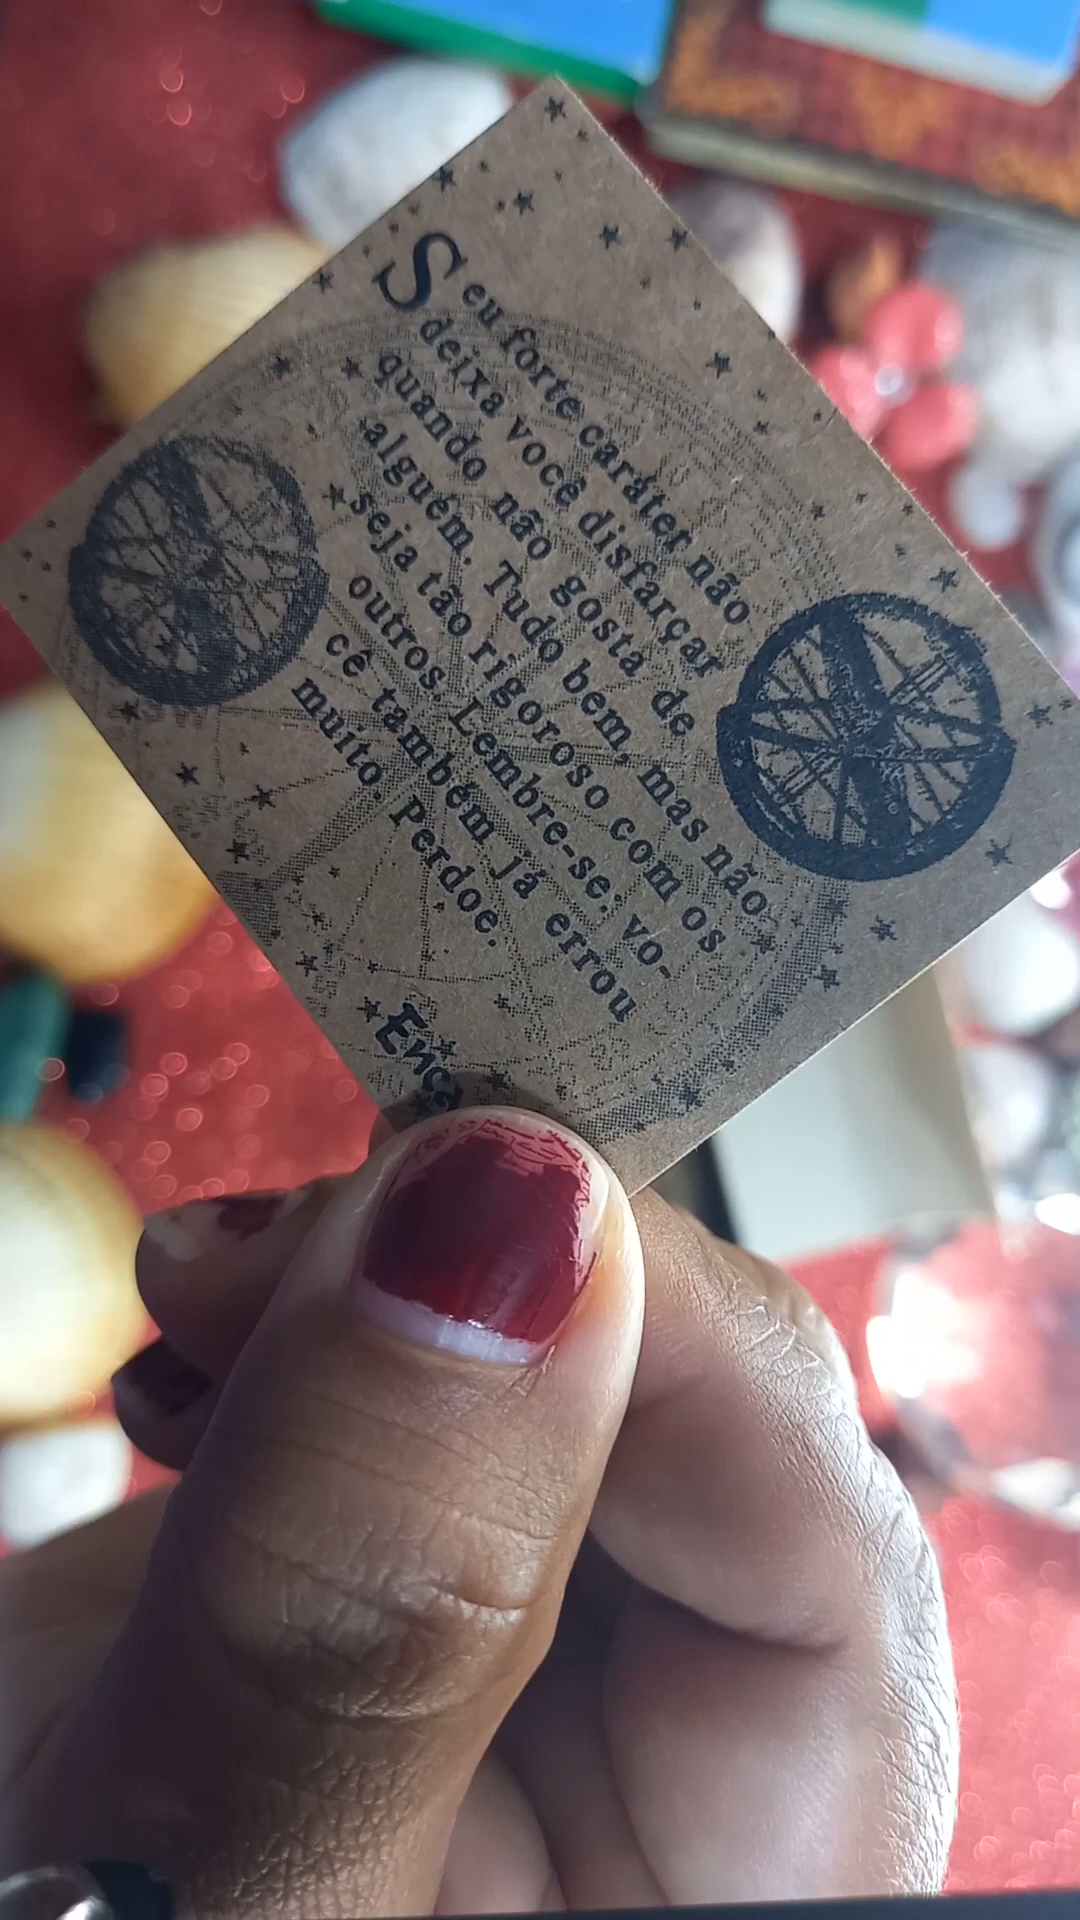 Seu forte caráter não
deixa você disfarçar
quando não gosta de
alguém. Tudo bem, mas não
seja tão rigoroso com os
outros. Lembre-se: vo-
cê também já errou
muito. Perdoe.